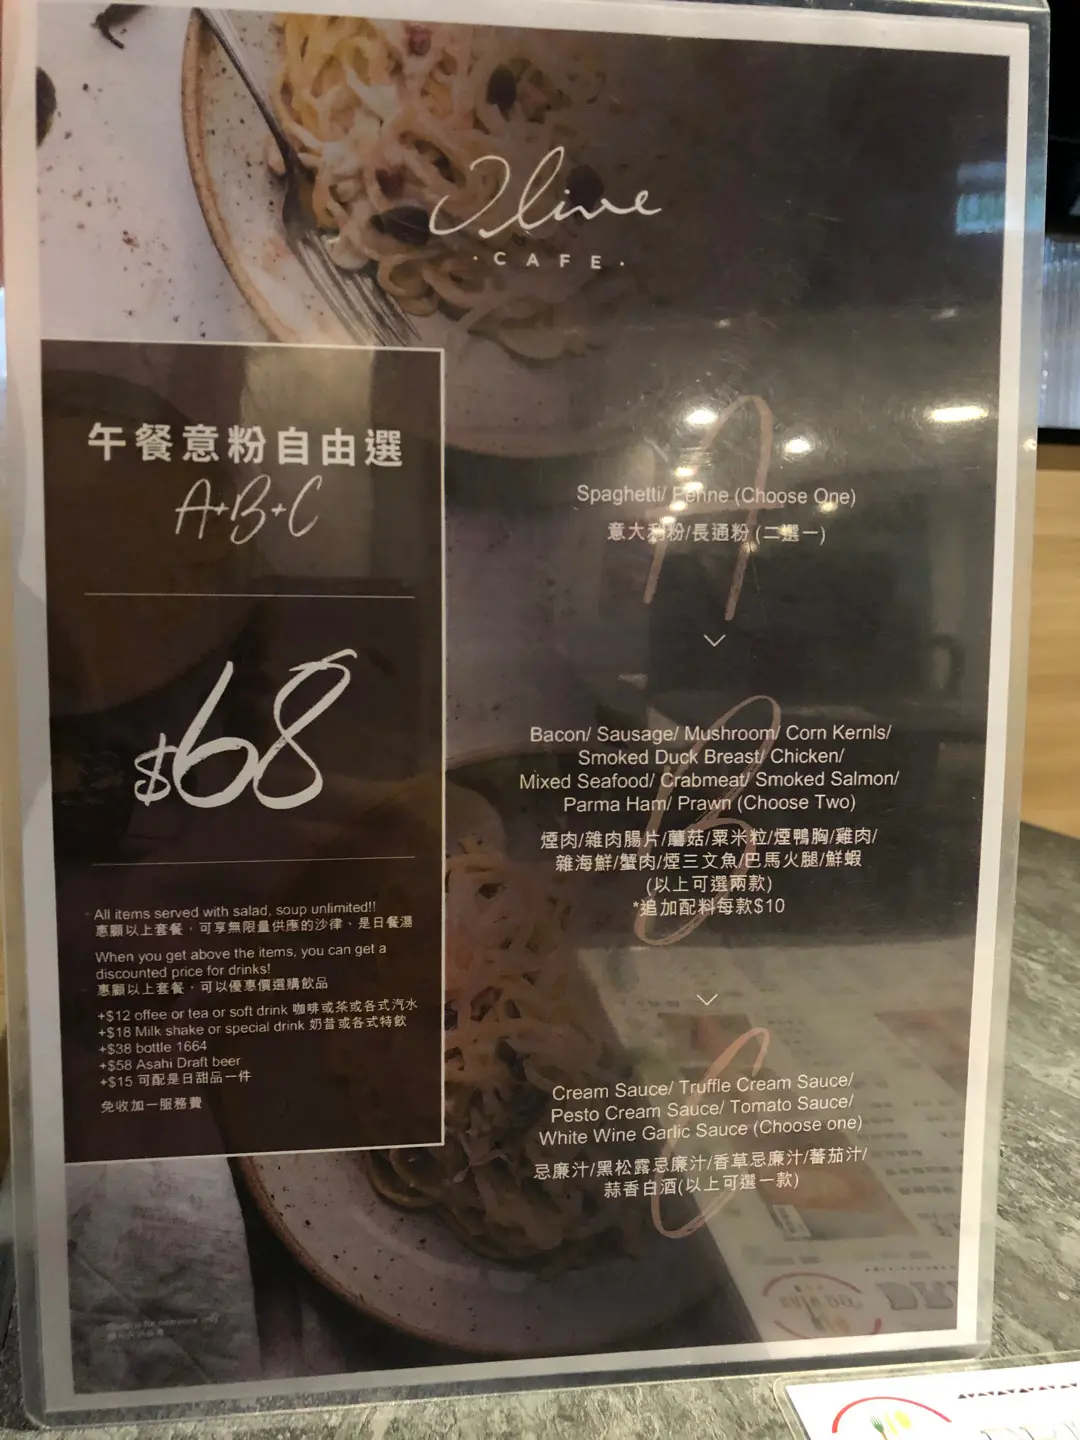 Olive
· CAFE ·
午餐意粉自由選
A+B+C
$68
All items served with salad, soup unlimited!!
惠顧以上套餐，可享無限量供應的沙律、是日餐湯
When you get above the items, you can get a
discounted price for drinks!
惠顧以上套餐，可以優惠價選購飲品
+$12 offee or tea or soft drink 咖啡或茶或各式汽水
+$18 Milk shake or special drink 奶昔或各式特飲
+$38 bottle 1664
+$58 Asahi Draft beer
+$15 可配是日甜品一件
免收加一服務費
A
Spaghetti/ Penne (Choose One)
意大利粉/長通粉 (二選一)
B
Bacon/ Sausage/ Mushroom/ Corn Kernls/
Smoked Duck Breast/ Chicken/
Mixed Seafood/ Crabmeat/ Smoked Salmon/
Parma Ham/ Prawn (Choose Two)
煙肉/雜肉腸片/蘑菇/粟米粒/煙鴨胸/雞肉/
雜海鮮/蟹肉/煙三文魚/巴馬火腿/鮮蝦
(以上可選兩款)
*追加配料每款$10
C
Cream Sauce/ Truffle Cream Sauce/
Pesto Cream Sauce/ Tomato Sauce/
White Wine Garlic Sauce (Choose one)
忌廉汁/黑松露忌廉汁/香草忌廉汁/蕃茄汁/
蒜香白酒(以上可選一款)